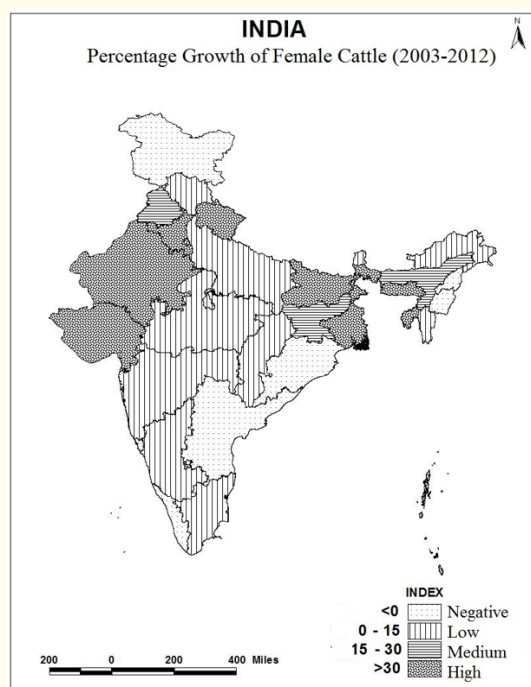 INDIA
N
Percentage Growth of Female Cattle (2003-2012)
INDEX
<0 Negative
0 - 15 Low
15 - 30 Medium
>30 High
200 0 200 400 Miles